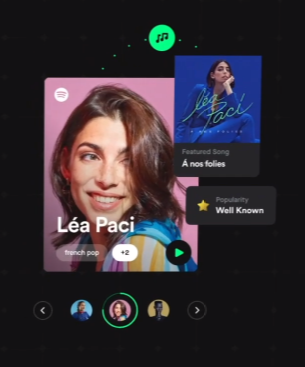 léa
Paci
À NOS FOLIES
Featured Song
Á nos folies
Popularity
Well Known
Léa Paci
french pop
+2